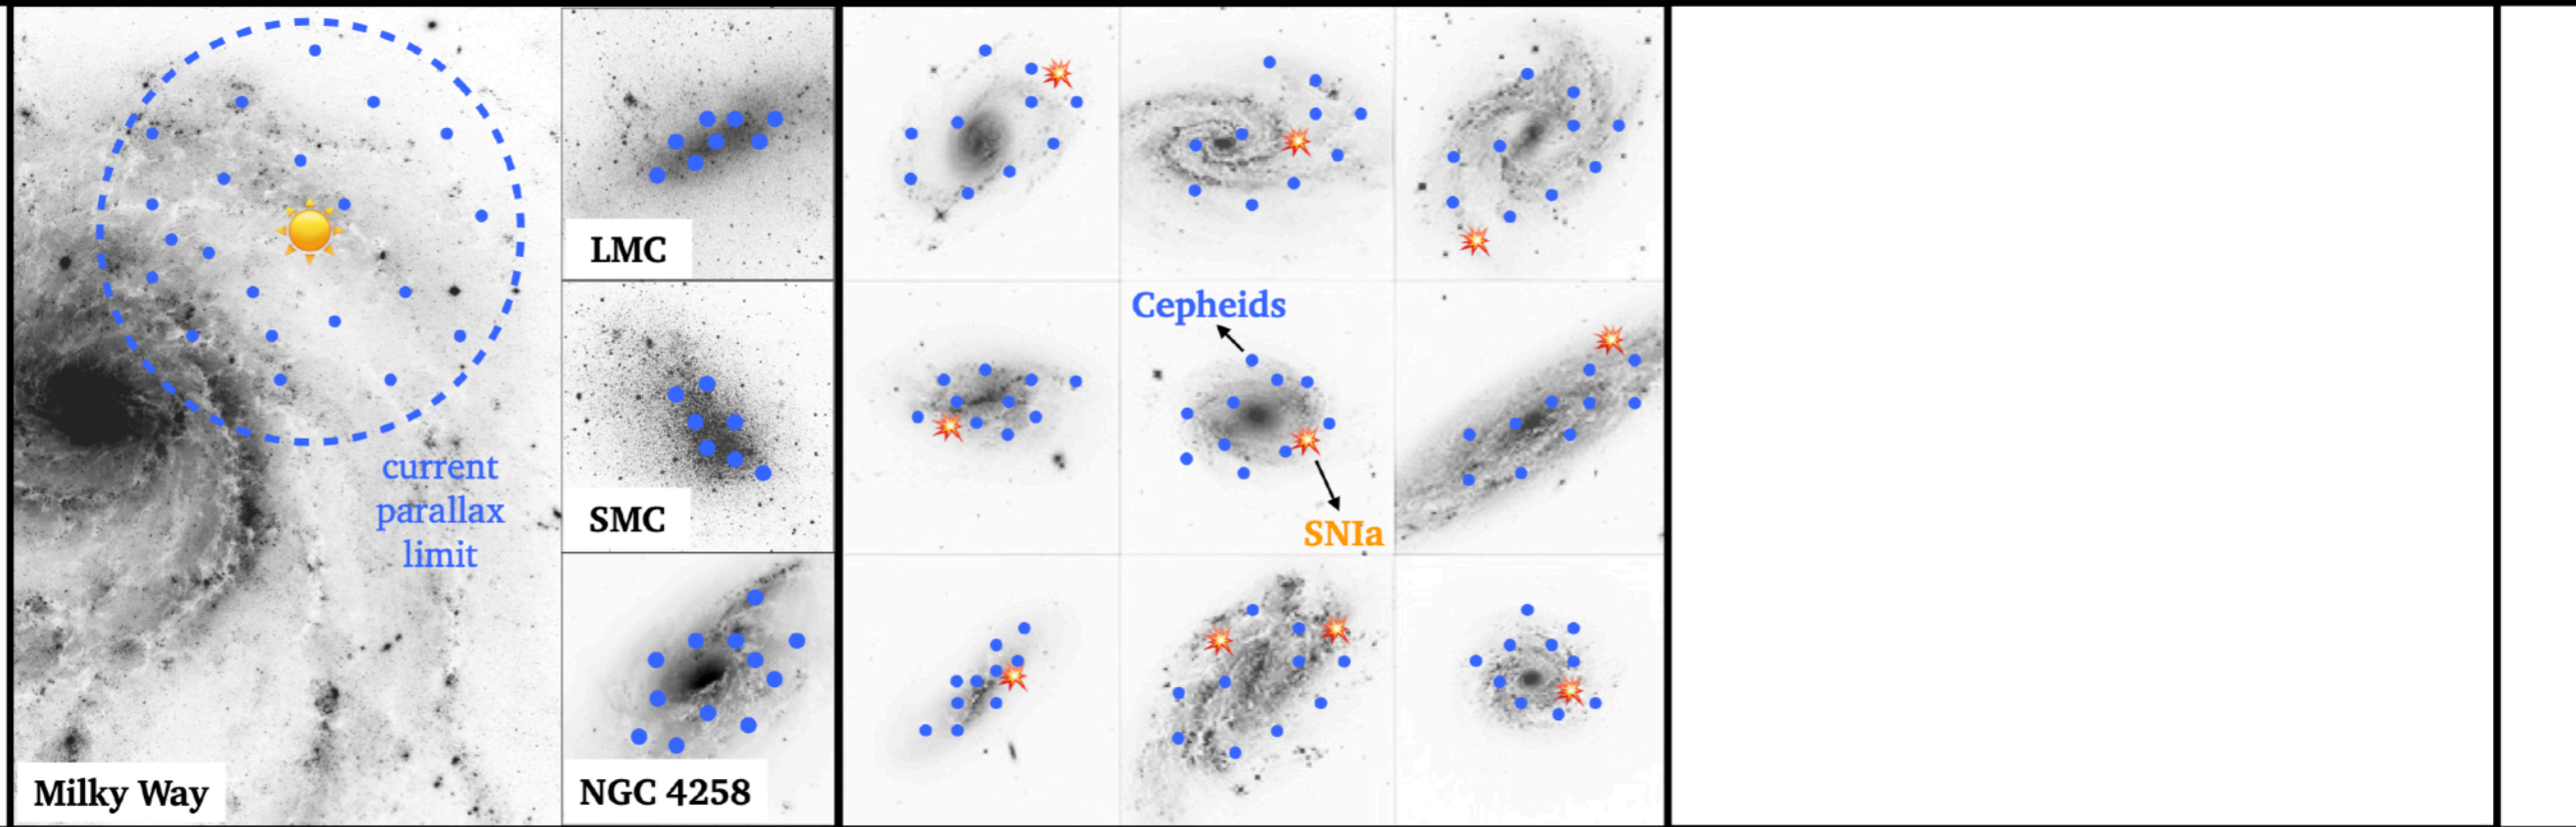 LMC
Cepheids
current
parallax
limit
SMC
SNIa
Milky Way
NGC 4258